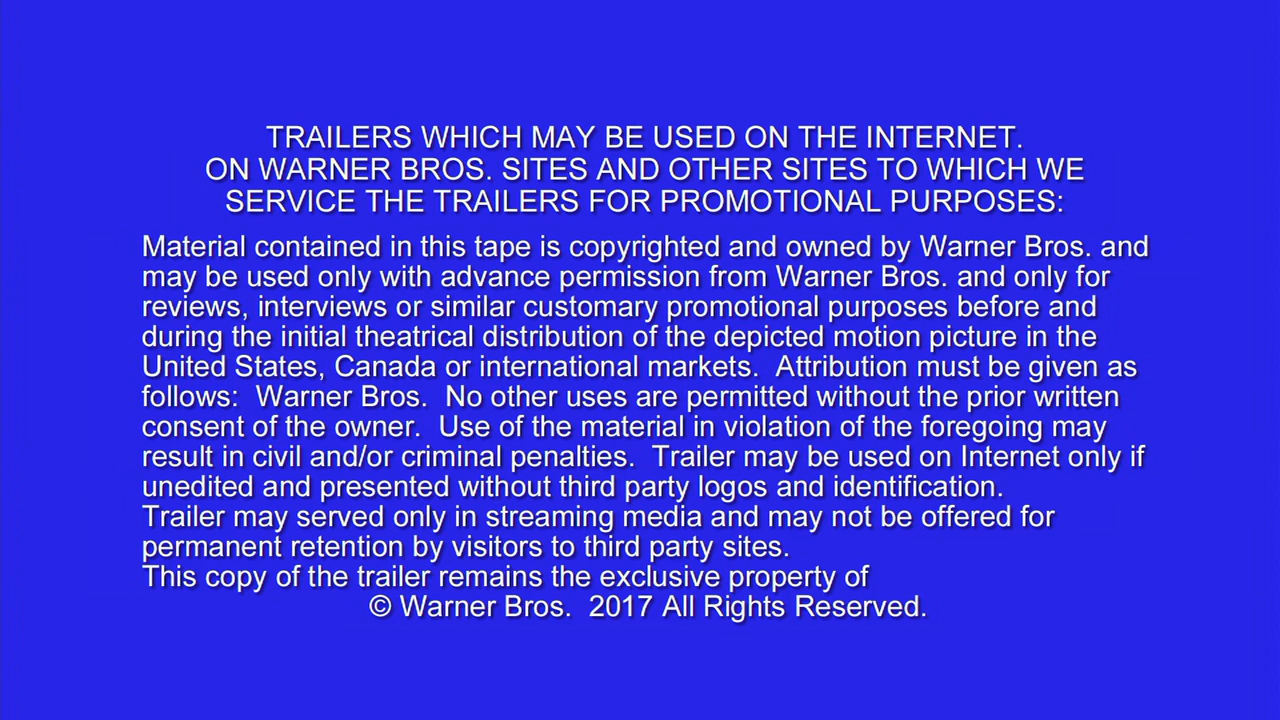 TRAILERS WHICH MAY BE USED ON THE INTERNET.
ON WARNER BROS. SITES AND OTHER SITES TO WHICH WE
SERVICE THE TRAILERS FOR PROMOTIONAL PURPOSES:
Material contained in this tape is copyrighted and owned by Warner Bros. and
may be used only with advance permission from Warner Bros. and only for
reviews, interviews or similar customary promotional purposes before and
during the initial theatrical distribution of the depicted motion picture in the
United States, Canada or international markets.  Attribution must be given as
follows:  Warner Bros.  No other uses are permitted without the prior written
consent of the owner.  Use of the material in violation of the foregoing may
result in civil and/or criminal penalties.  Trailer may be used on Internet only if
unedited and presented without third party logos and identification.
Trailer may served only in streaming media and may not be offered for
permanent retention by visitors to third party sites.
This copy of the trailer remains the exclusive property of
© Warner Bros.  2017 All Rights Reserved.